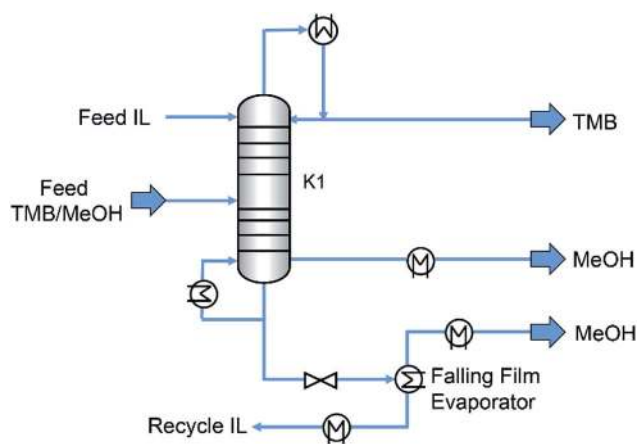 Feed IL
TMB
K1
Feed
TMB/MeOH
MeOH
MeOH
Falling Film
Evaporator
Recycle IL